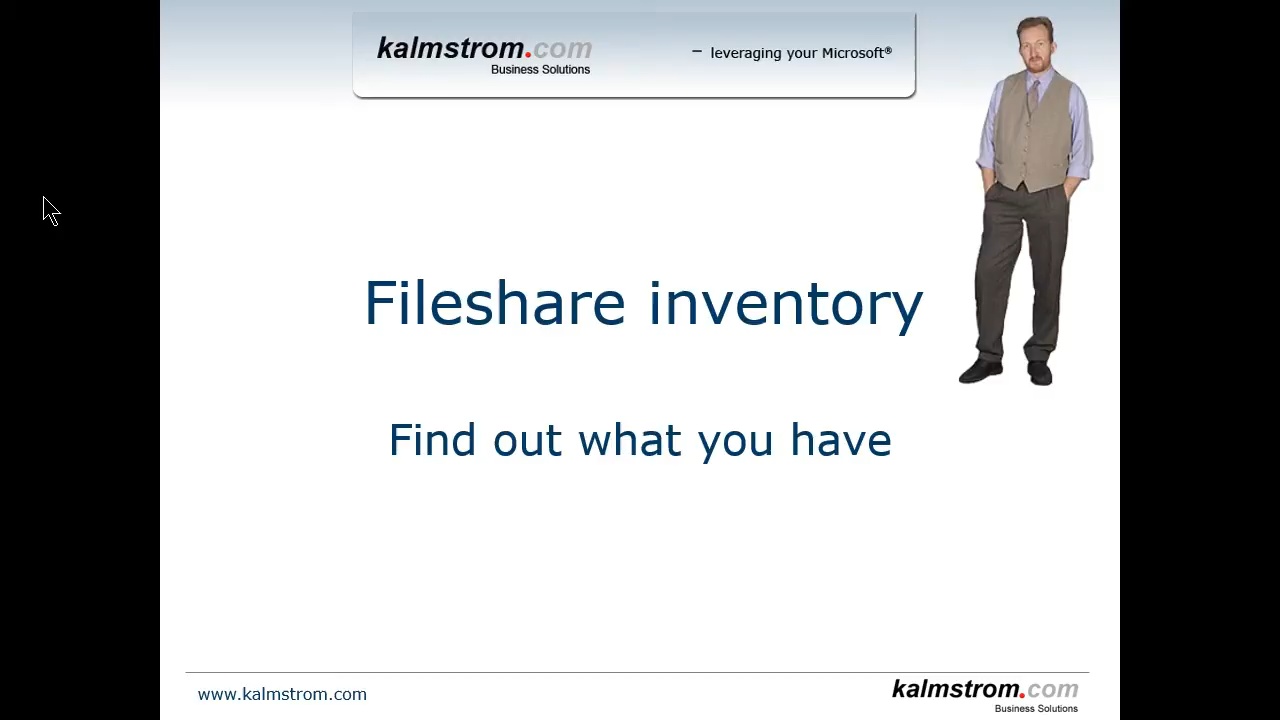 kalmstrom.com
Business Solutions
– leveraging your Microsoft®
Fileshare inventory
Find out what you have
www.kalmstrom.com
kalmstrom.com
Business Solutions